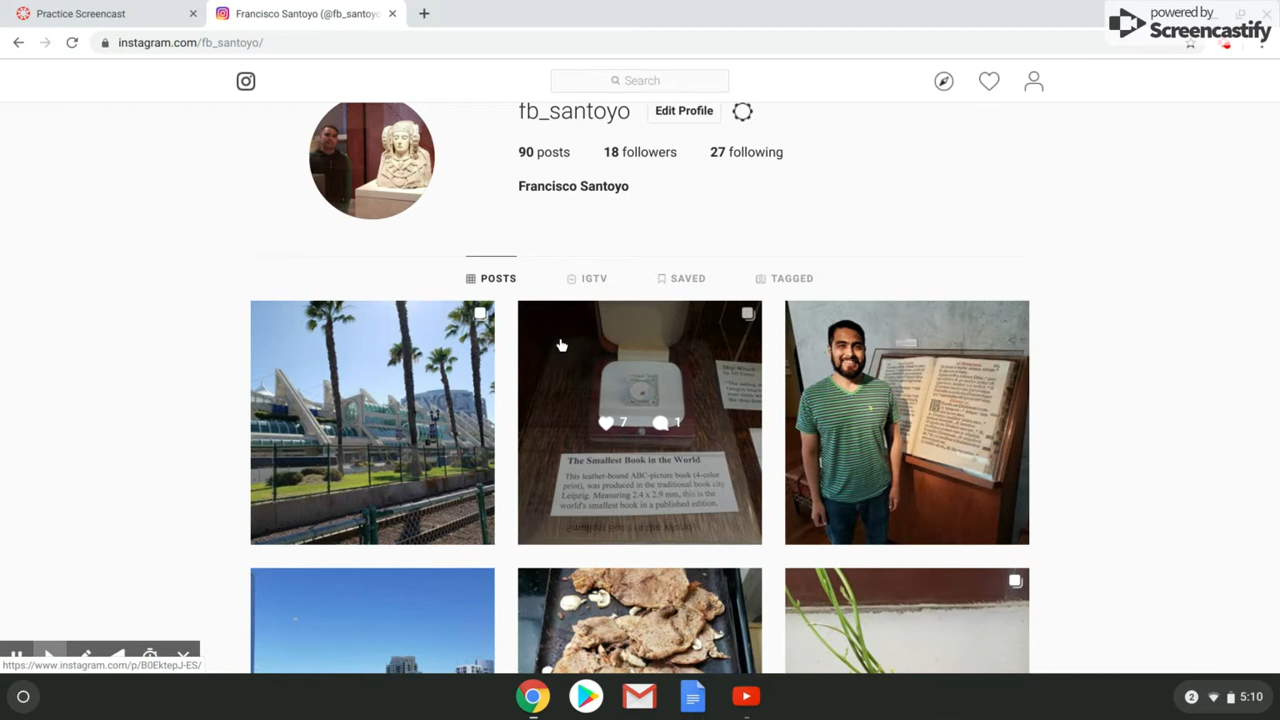 Practice Screencast
Francisco Santoyo (@fb_santoyo
powered by
Screencastify
instagram.com/fb_santoyo/
Search
fb_santoyo
Edit Profile
90 posts
18 followers
27 following
Francisco Santoyo
POSTS
IGTV
SAVED
TAGGED
7
1
The Smallest Book in the World
This leather-bound ABC-picture book (4-color
print), was produced in the traditional book city
Leipzig. Measuring 2.4 x 2.9 mm, this is the
world's smallest book in a published edition.
https://www.instagram.com/p/B0EktepJ-ES/
2
5:10